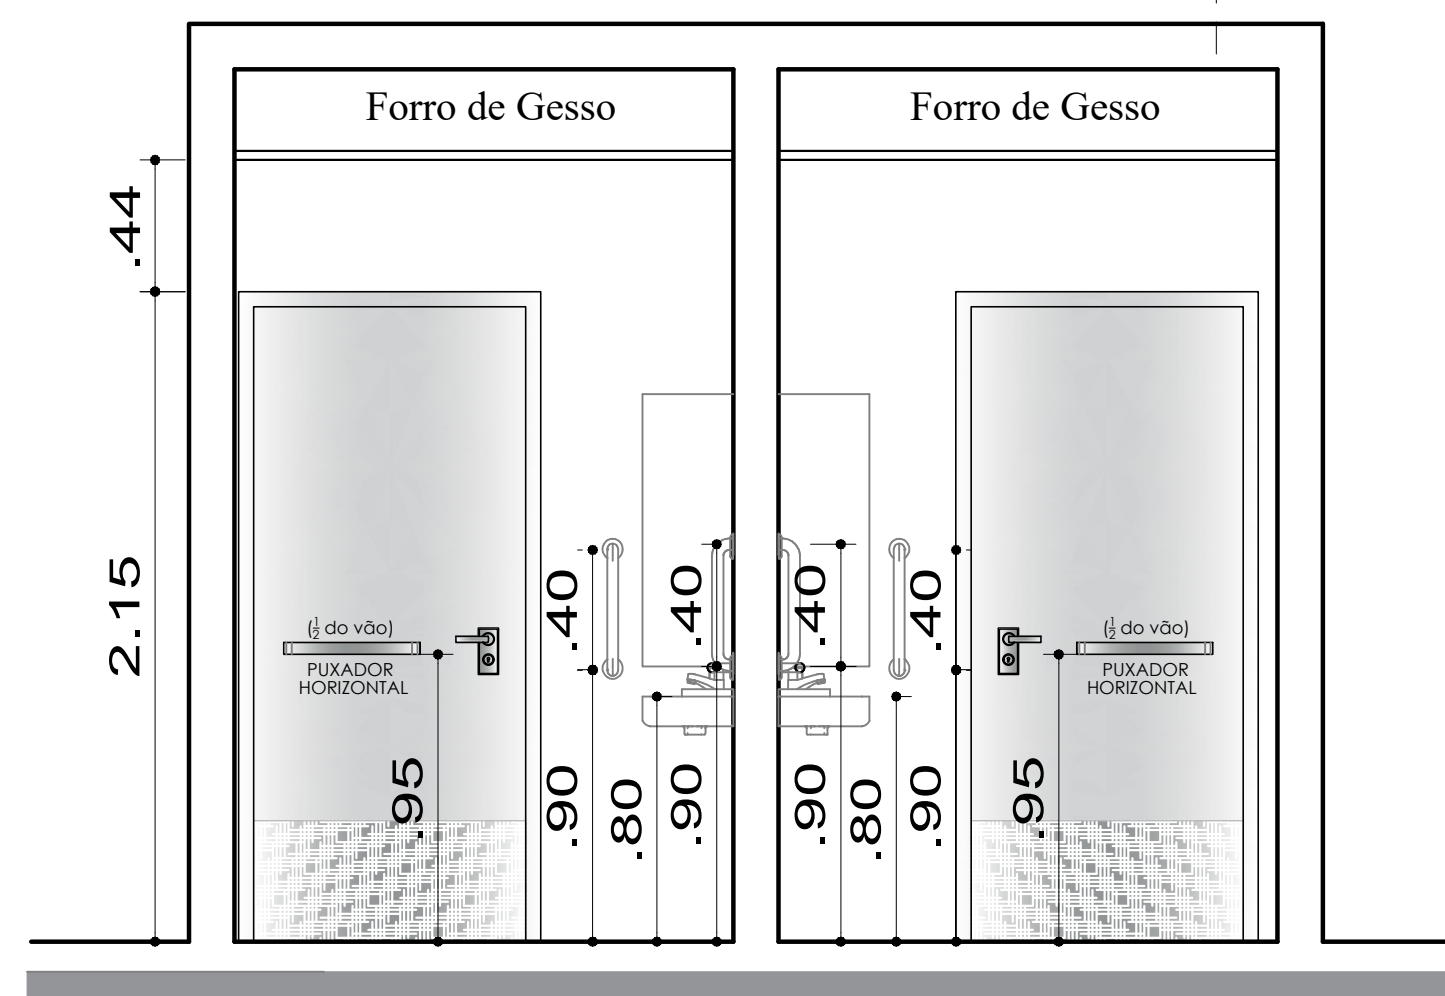 Forro de Gesso
Forro de Gesso
.44
2.15
(½ do vão)
PUXADOR
HORIZONTAL
.95
.40
.90
.80
.40
.90
.40
.90
.80
.40
.90
(½ do vão)
PUXADOR
HORIZONTAL
.95